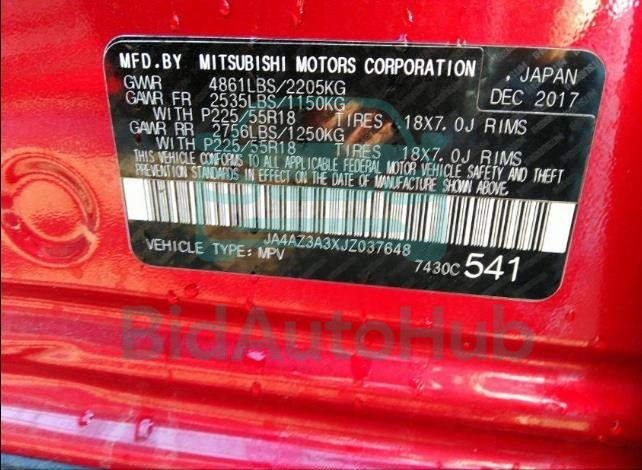 MFD.BY MITSUBISHI MOTORS CORPORATION , JAPAN
GVWR 4861LBS/2205KG DEC 2017
GAWR FR 2535LBS/1150KG
WITH P225/55R18 TIRES 18X7.0J RIMS
GAWR RR 2756LBS/1250KG
WITH P225/55R18 TIRES 18X7.0J RIMS
THIS VEHICLE CONFORMS TO ALL APPLICABLE FEDERAL MOTOR VEHICLE SAFETY AND THEFT
PREVENTION STANDARDS IN EFFECT ON THE DATE OF MANUFACTURE SHOWN ABOVE.
JA4AZ3A3XJZ037648
VEHICLE TYPE: MPV
7430C 541
BidAutoHub